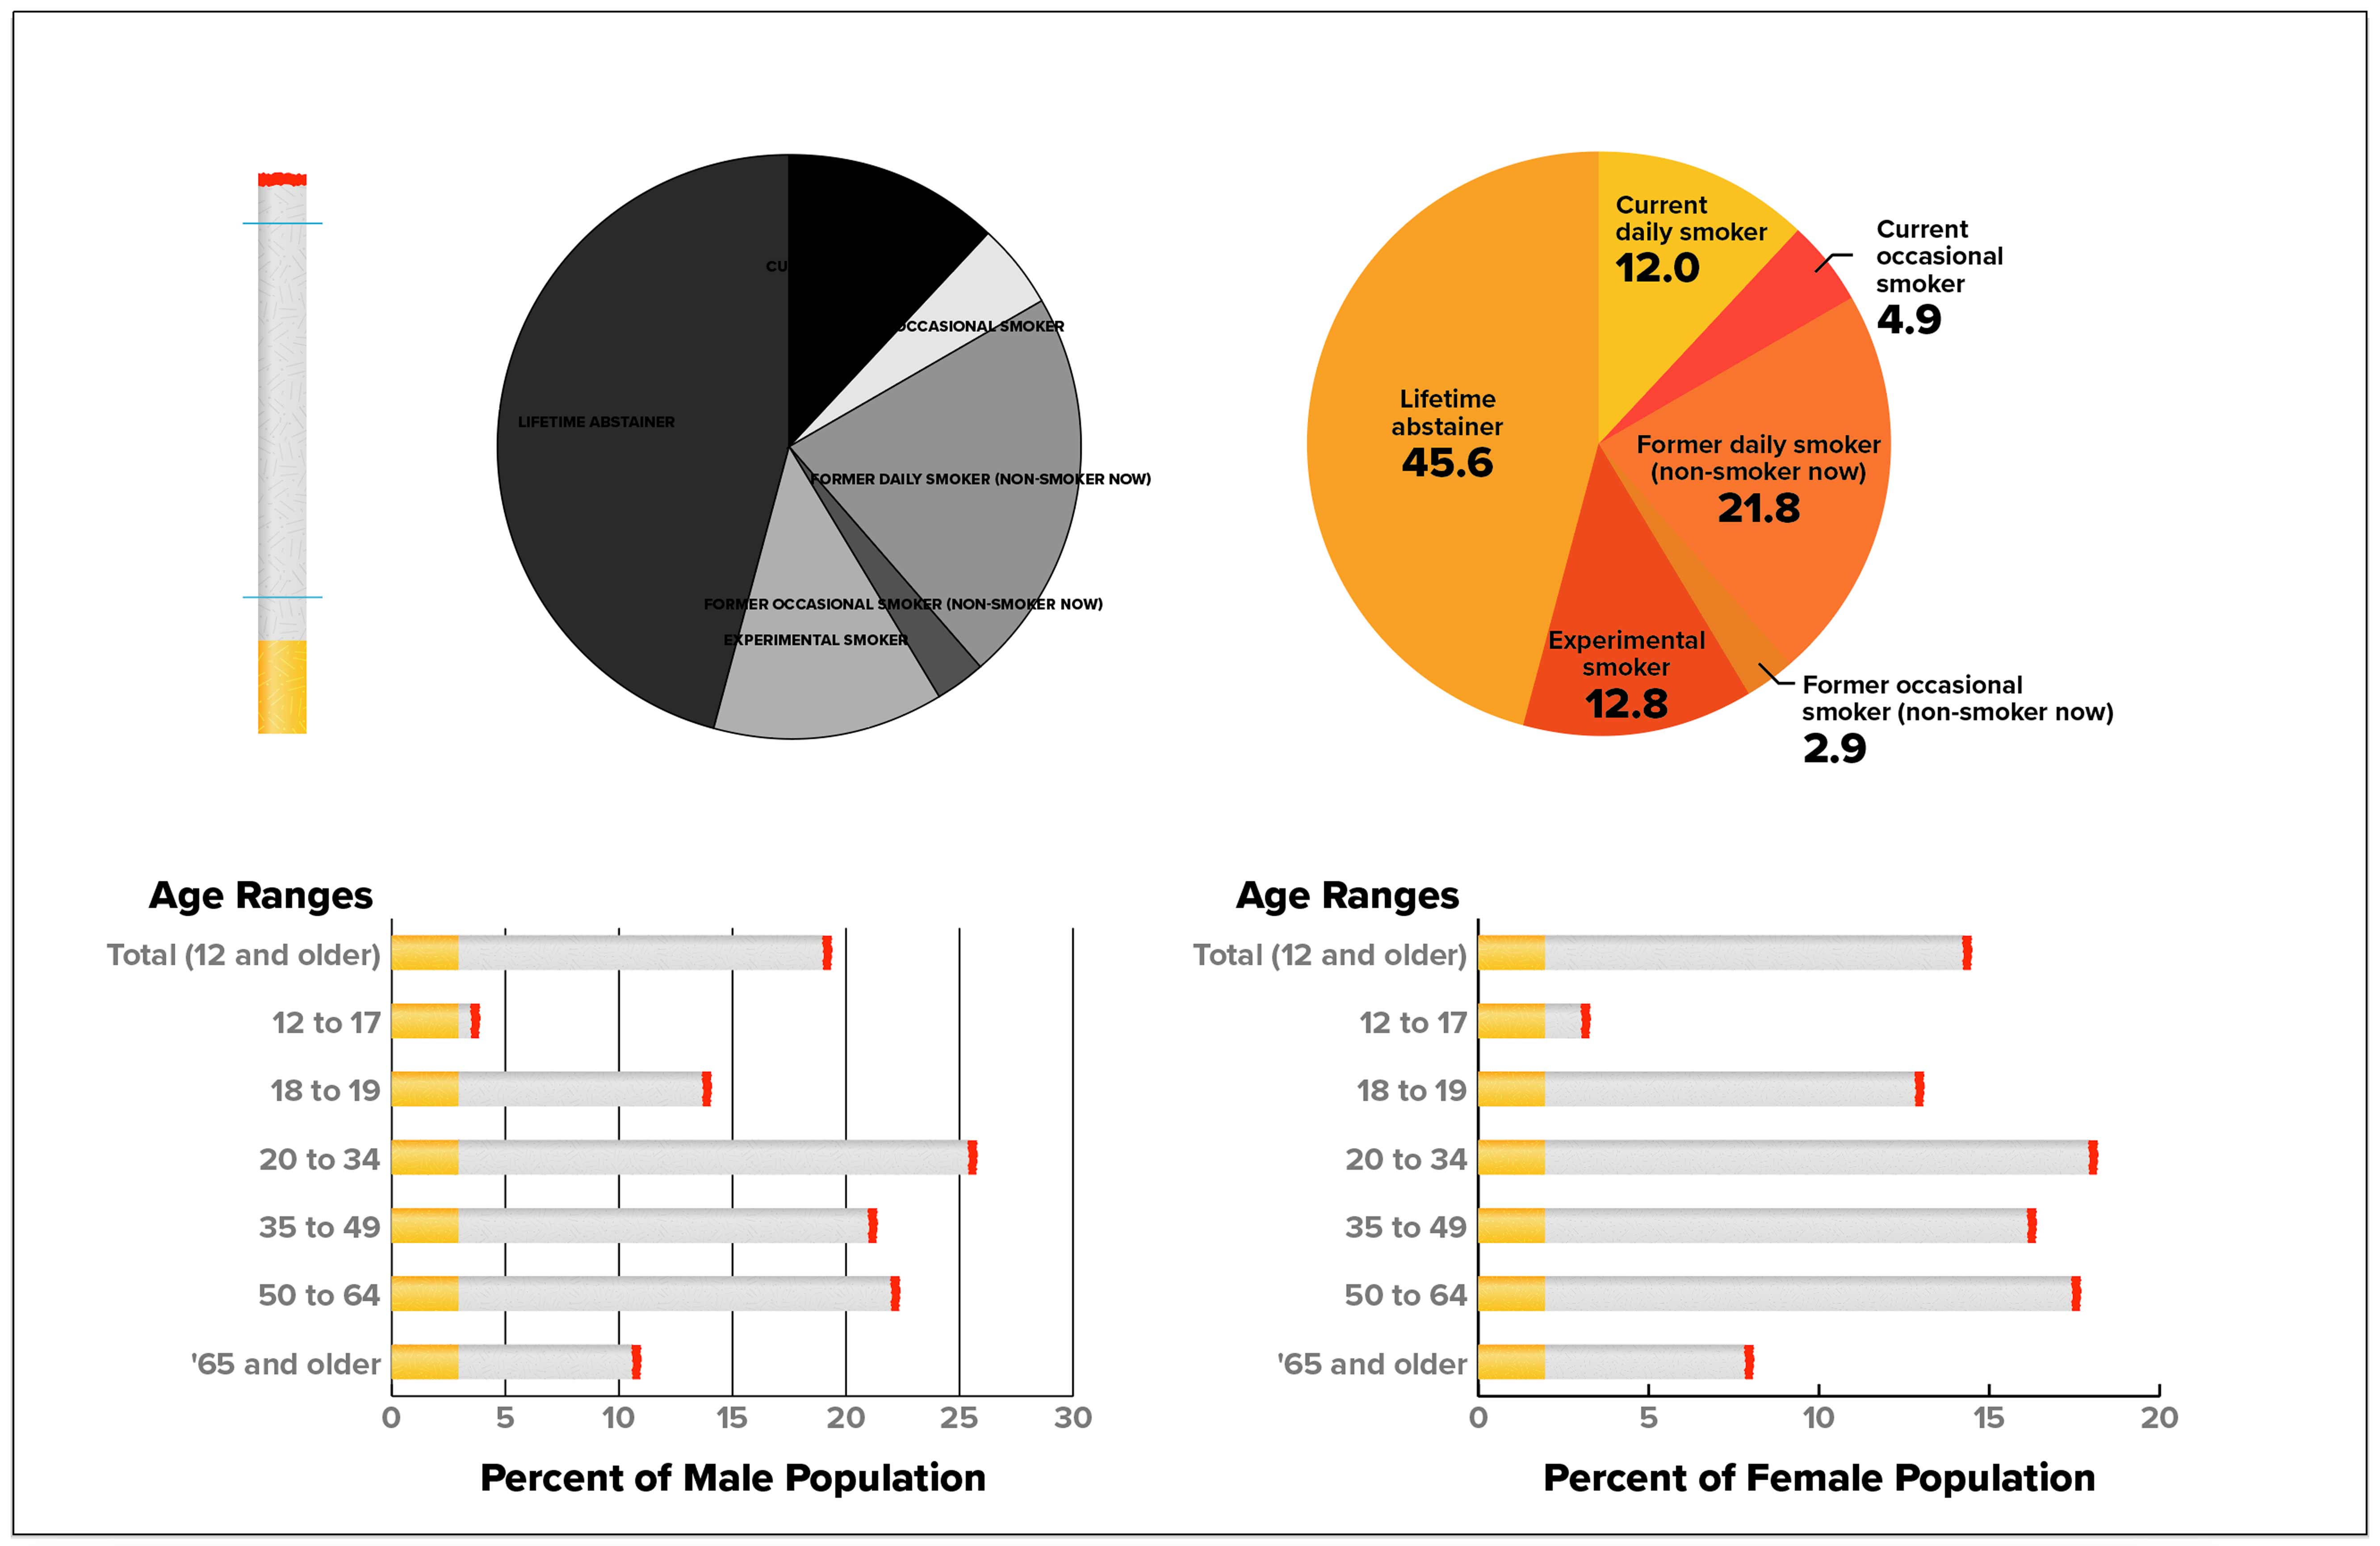 CU
OCCASIONAL SMOKER
LIFETIME ABSTAINER
FORMER DAILY SMOKER (NON-SMOKER NOW)
FORMER OCCASIONAL SMOKER (NON-SMOKER NOW)
EXPERIMENTAL SMOKER
Current
daily smoker
12.0
Current
occasional
smoker
4.9
Lifetime
abstainer
45.6
Former daily smoker
(non-smoker now)
21.8
Experimental
smoker
12.8
Former occasional
smoker (non-smoker now)
2.9
Age Ranges
Total (12 and older)
12 to 17
18 to 19
20 to 34
35 to 49
50 to 64
'65 and older
0 5 10 15 20 25 30
Percent of Male Population
Age Ranges
Total (12 and older)
12 to 17
18 to 19
20 to 34
35 to 49
50 to 64
'65 and older
0 5 10 15 20
Percent of Female Population